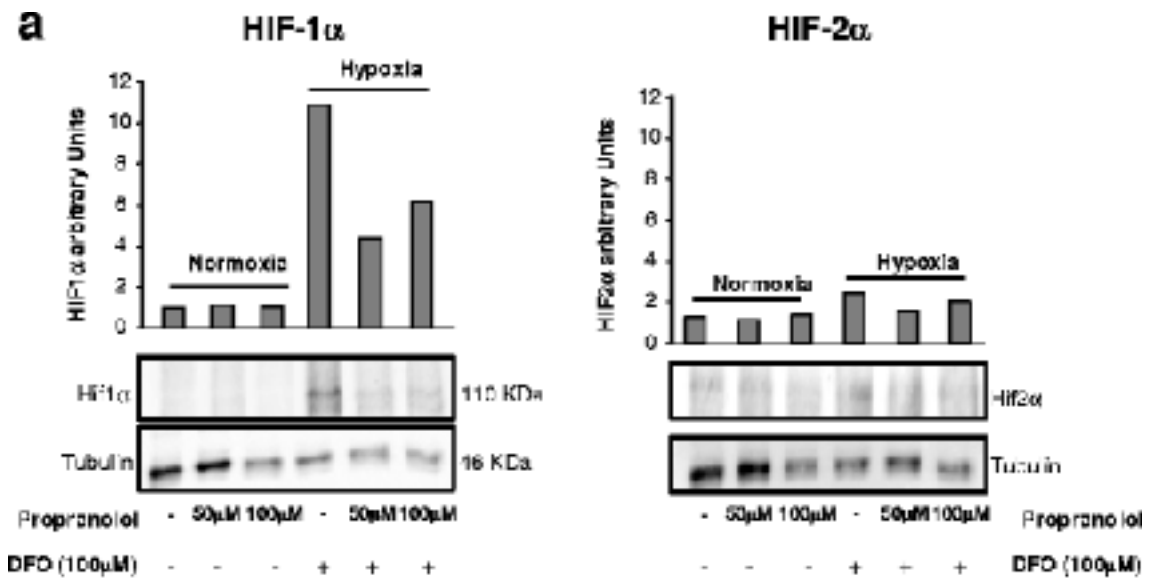 a
HIF-1α
HIF-2α
Hypoxia
Normoxia
HIF1α arbitrary Units
12
10
8
6
4
2
0
Hif1α
110 KDa
Tubulin
Propranolol
- 50µM 100µM - 50µM 100µM
DFO (100µM)
- - - + + +
Hypoxia
Normoxia
HIF2α arbitrary Units
12
10
8
6
4
2
0
Hif2α
Tubulin
- 50µM 100µM - 50µM 100µM
Propranolol
- - - + + +
DFO (100µM)